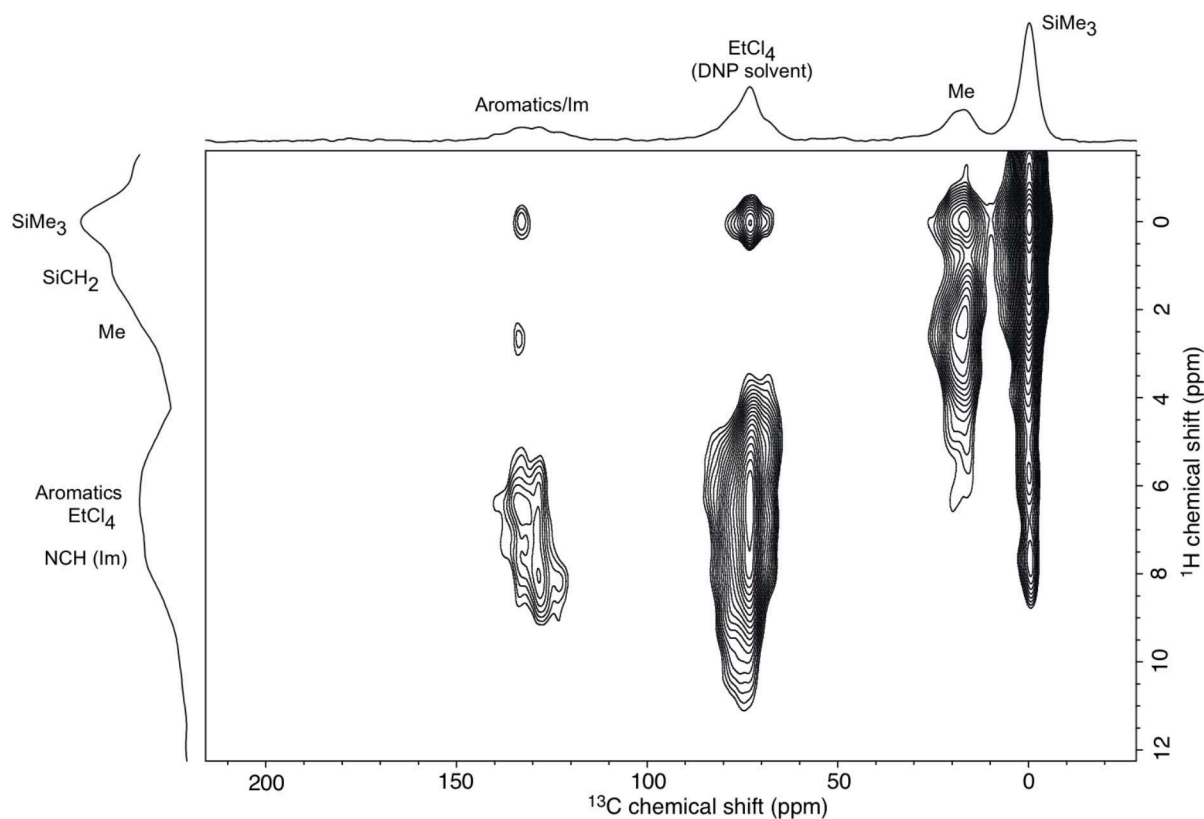 SiMe3
EtCl4
(DNP solvent)
Me
Aromatics/Im
SiMe3
SiCH2
Me
Aromatics
EtCl4
NCH (Im)
0
2
4
6
8
10
12
1H chemical shift (ppm)
200
150
100
50
0
13C chemical shift (ppm)